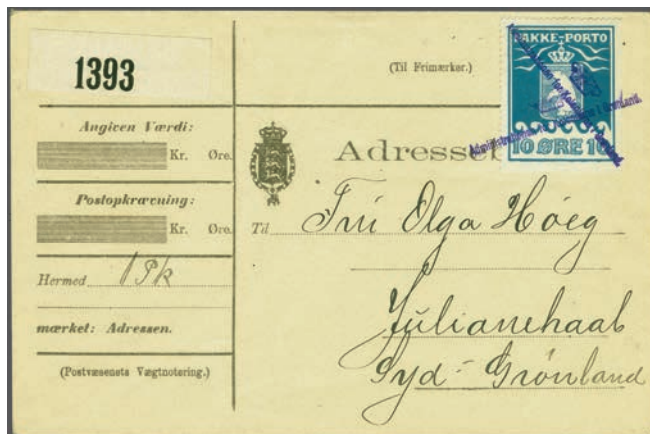 1393
(Til Frimærker.)
PAKKE-PORTO
10 ØRE 10
Angiven Værdi:
Kr. Øre.
Postopkrævning:
Kr. Øre.
Hermed 1 Pk
mærket: Adressen.
(Postvæsenets Vægtnotering.)
Til Fru Olga Höeg
Julianehaab
Syd-Grönland